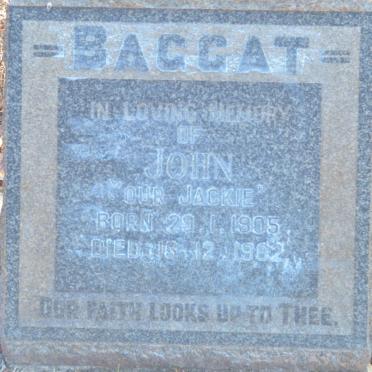 = BAGGAT =
IN LOVING MEMORY
OF
JOHN
"OUR JACKIE"
BORN 29.1.1905.
DIED 16.12.1982.
OUR FAITH LOOKS UP TO THEE.